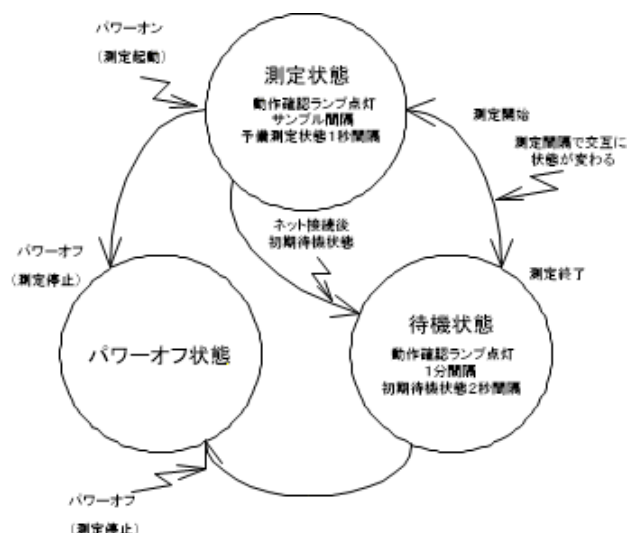 パワーオン
(測定起動)
測定状態
動作確認ランプ点灯
サンプル間隔
予備測定状態1秒間隔
測定開始
測定間隔で交互に
状態が変わる
ネット接続後
初期待機状態
パワーオフ
(測定停止)
測定終了
パワーオフ状態
待機状態
動作確認ランプ点灯
1分間隔
初期待機状態2秒間隔
パワーオフ
(測定停止)